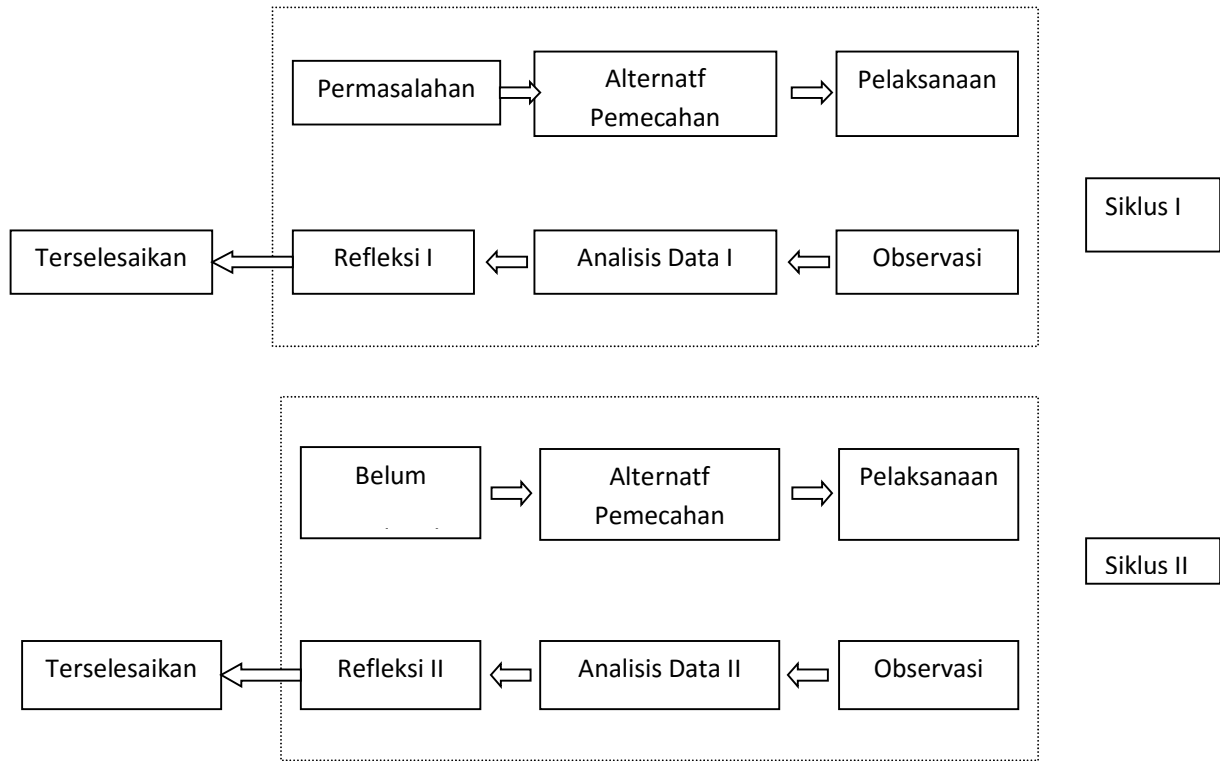 Permasalahan
Alternatf
Pemecahan
Pelaksanaan
Siklus I
Terselesaikan
Refleksi I
Analisis Data I
Observasi
Belum
Alternatf
Pemecahan
Pelaksanaan
Siklus II
Terselesaikan
Refleksi II
Analisis Data II
Observasi